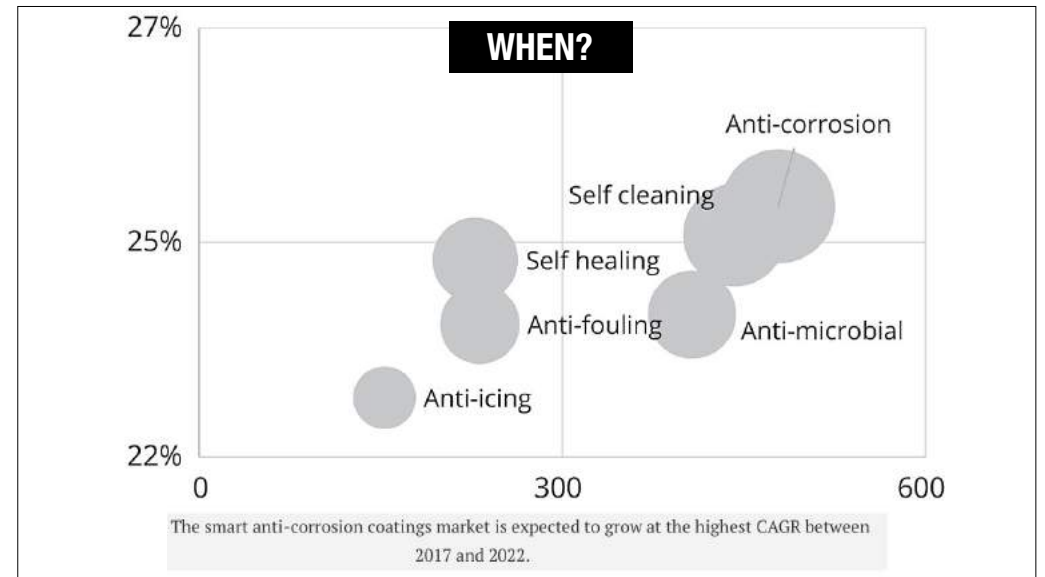 WHEN?
27%
Anti-corrosion
Self cleaning
25%
Self healing
Anti-fouling
Anti-microbial
Anti-icing
22%
0 300 600
The smart anti-corrosion coatings market is expected to grow at the highest CAGR between
2017 and 2022.